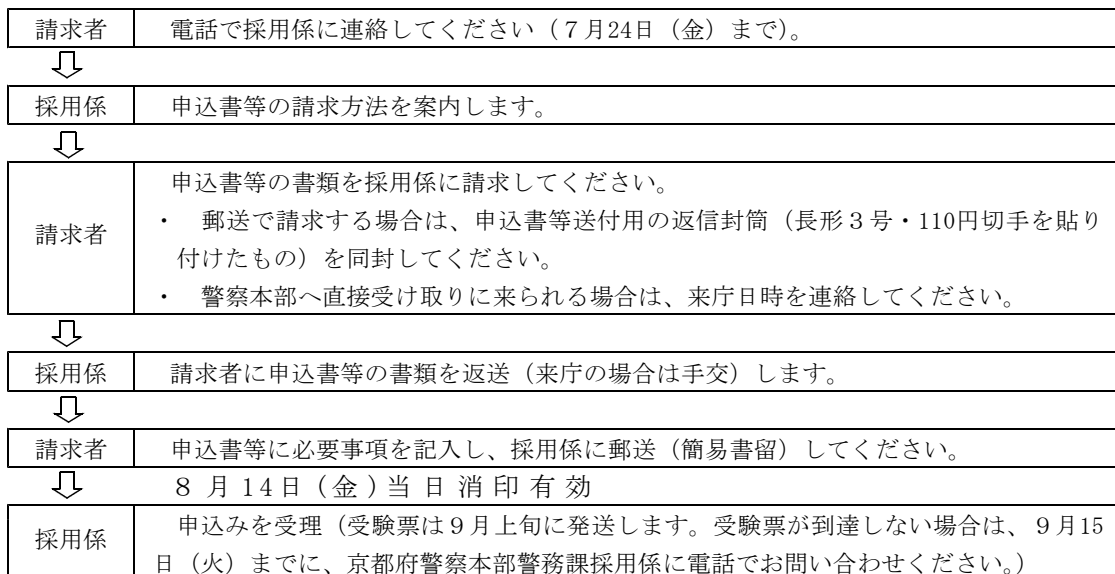 請求者　電話で採用係に連絡してください（７月24日（金）まで）。
採用係　申込書等の請求方法を案内します。
申込書等の書類を採用係に請求してください。
・　郵送で請求する場合は、申込書等送付用の返信封筒（長形３号・110円切手を貼り
請求者
付けたもの）を同封してください。
・　警察本部へ直接受け取りに来られる場合は、来庁日時を連絡してください。
採用係　請求者に申込書等の書類を返送（来庁の場合は手交）します。
請求者　申込書等に必要事項を記入し、採用係に郵送（簡易書留）してください。
８月14日（金）当日消印有効
採用係　申込みを受理（受験票は９月上旬に発送します。受験票が到達しない場合は、９月15
日（火）までに、京都府警察本部警務課採用係に電話でお問い合わせください。）